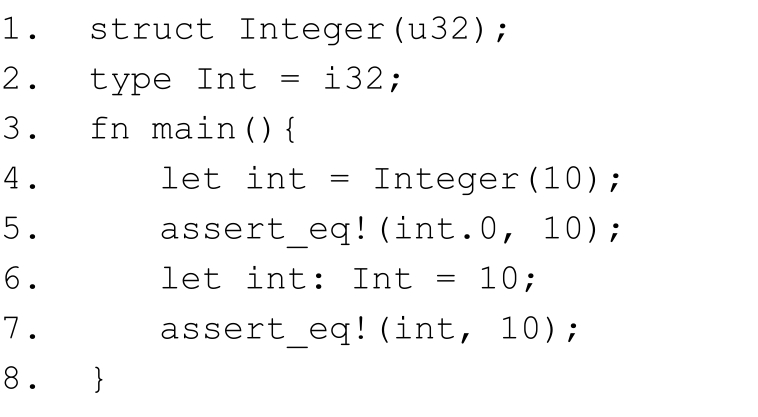 1. struct Integer(u32);
2. type Int = i32;
3. fn main(){
4.     let int = Integer(10);
5.     assert_eq!(int.0, 10);
6.     let int: Int = 10;
7.     assert_eq!(int, 10);
8. }